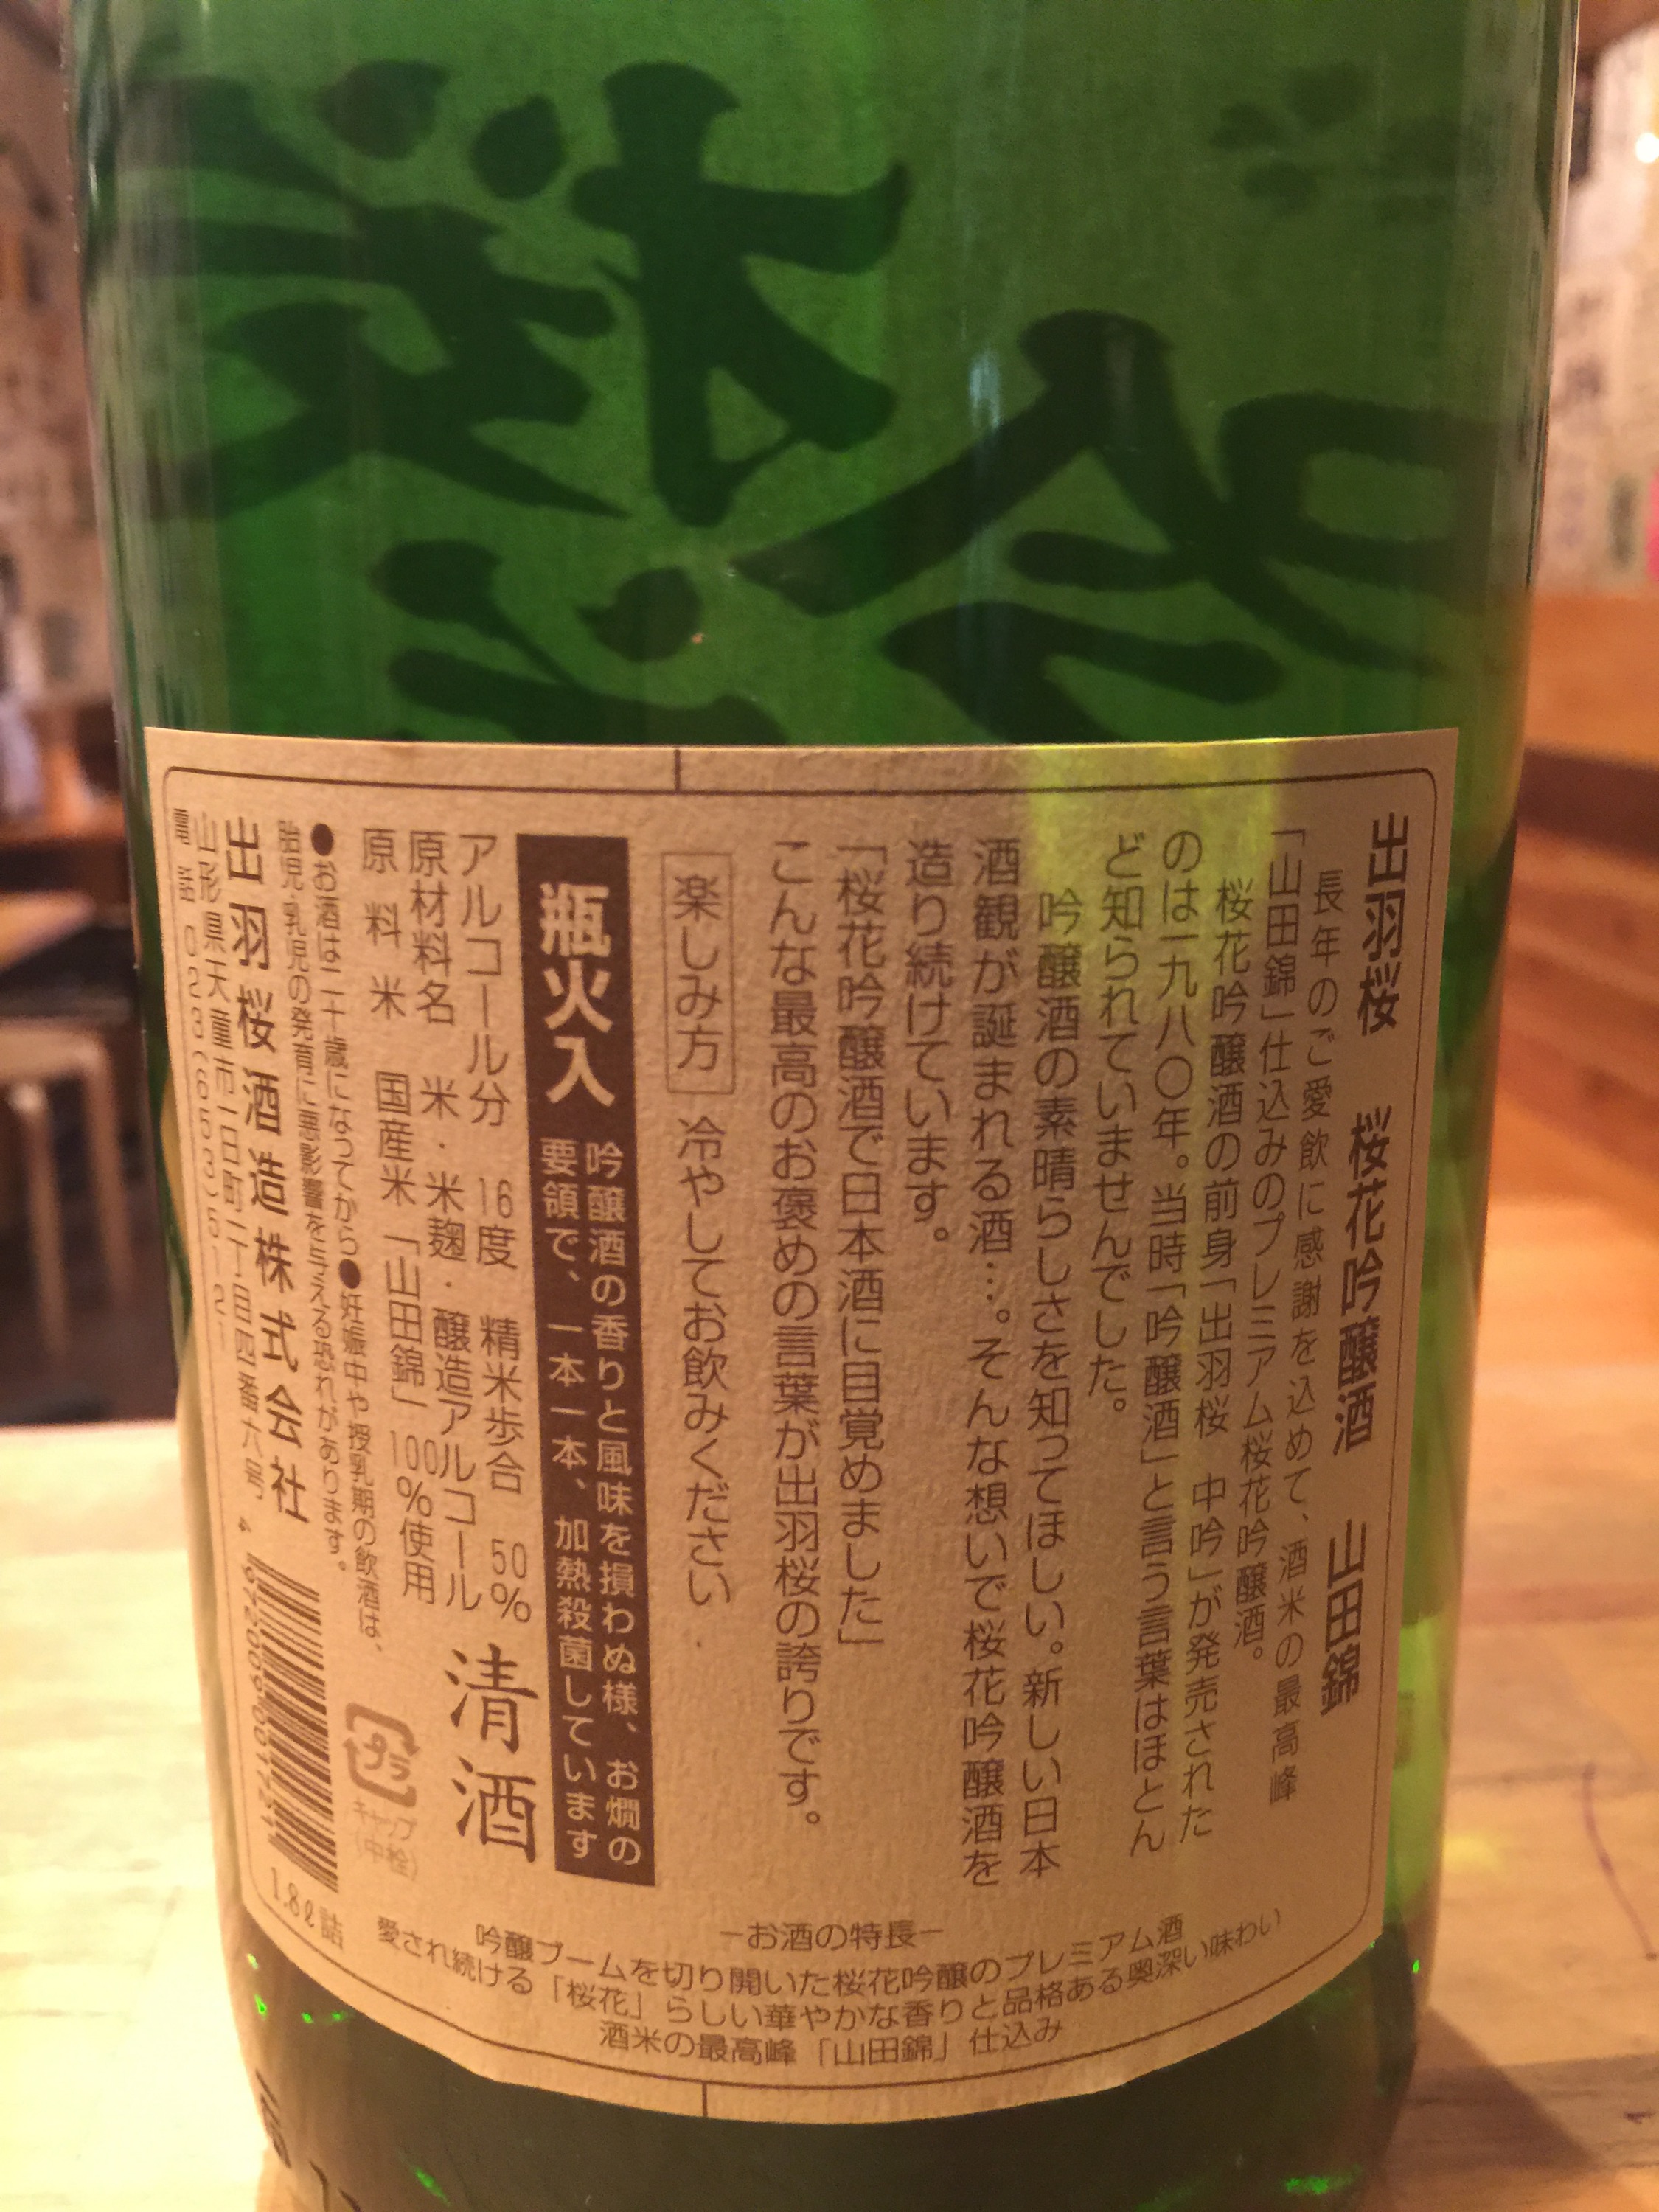 出羽桜 桜花吟醸酒 山田錦
長年のご愛飲に感謝を込めて、酒米の最高峰
「山田錦」仕込みのプレミアム桜花吟醸酒。
桜花吟醸酒の前身「出羽桜 中吟」が発売された
のは一九八〇年。当時「吟醸酒」と言う言葉はほとん
ど知られていませんでした。
吟醸酒の素晴らしさを知ってほしい。新しい日本
酒観が誕まれる酒…。そんな想いで桜花吟醸酒を
造り続けています。
「桜花吟醸酒で日本酒に目覚めました」
こんな最高のお褒めの言葉が出羽桜の誇りです。
楽しみ方 冷やしてお飲みください
瓶火入
吟醸酒の香りと風味を損わぬ様、お燗の
要領で、一本一本、加熱殺菌しています
アルコール分 16度 精米歩合 50%
原材料名 米・米麹・醸造アルコール
原料米 国産米「山田錦」100%使用
清酒
●お酒は二十歳になってから●妊娠中や授乳期の飲酒は、
胎児・乳児の発育に悪影響を与える恐れがあります。
出羽桜酒造株式会社
山形県天童市一日町一丁目四番六号
電話 023(653)5121
プラ
キャップ
(中栓)
1.8ℓ詰
－お酒の特長－
吟醸ブームを切り開いた桜花吟醸のプレミアム酒
愛され続ける「桜花」らしい華やかな香りと品格ある奥深い味わい
酒米の最高峰「山田錦」仕込み